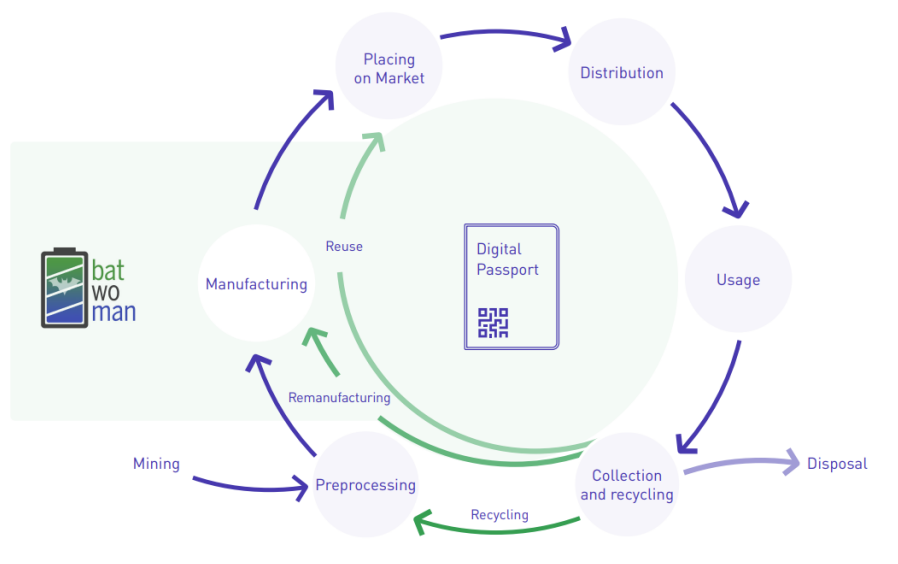 Placing
on Market
Distribution
Reuse
Digital
Passport
bat
wo
man
Manufacturing
Usage
Remanufacturing
Mining
Preprocessing
Collection
and recycling
Disposal
Recycling